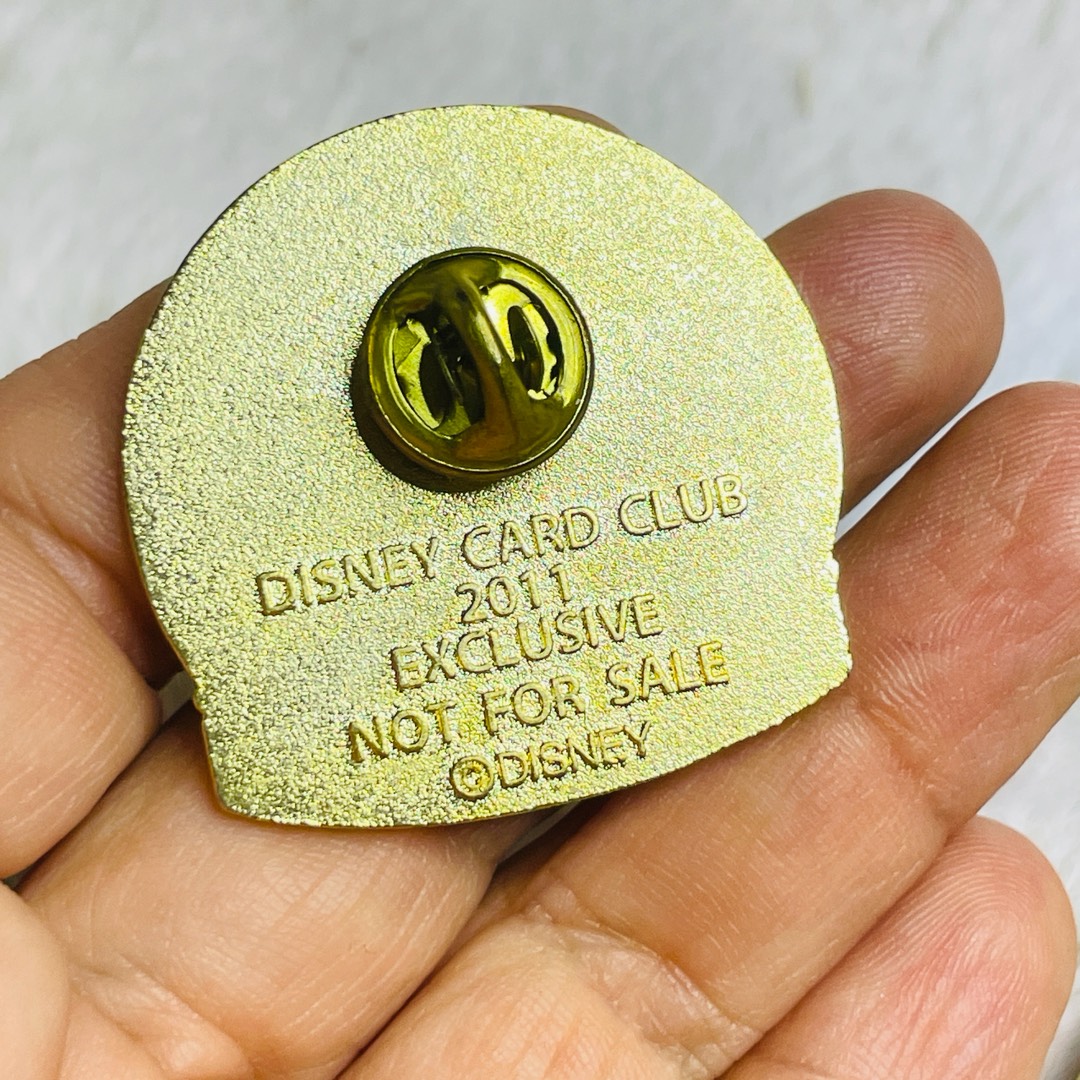 DISNEY CARD CLUB
2011
EXCLUSIVE
NOT FOR SALE
©DISNEY